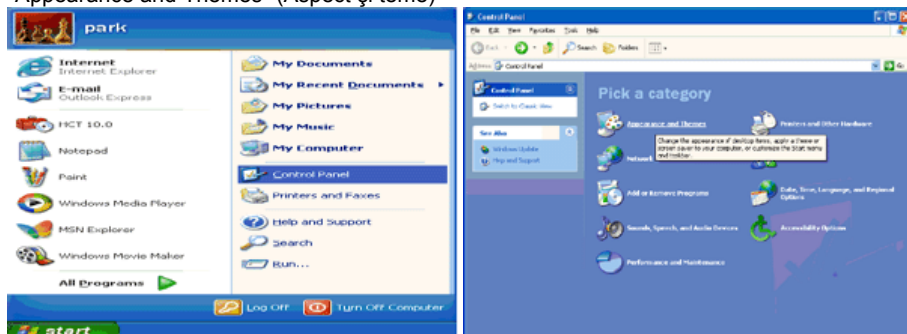 "Appearance and Themes" (Aspect şi teme)
park
Internet
Internet Explorer
E-mail
Outlook Express
HCT 10.0
Notepad
Paint
Windows Media Player
MSN Explorer
Windows Movie Maker
All Programs
My Documents
My Recent Documents
My Pictures
My Music
My Computer
Control Panel
Printers and Faxes
Help and Support
Search
Run...
Log Off
Turn Off Computer
start
Control Panel
File Edit View Favorites Tools Help
Back Search Folders
Address Control Panel Go
Control Panel
Switch to Classic View
See Also
Windows Update
Help and Support
Pick a category
Appearance and Themes
Printers and Other Hardware
Change the appearance of desktop items, apply a theme or
screen saver to your computer, or customize the Start menu
and taskbar.
Network
Add or Remove Programs
Date, Time, Language, and Regional
Options
Sounds, Speech, and Audio Devices
Accessibility Options
Performance and Maintenance